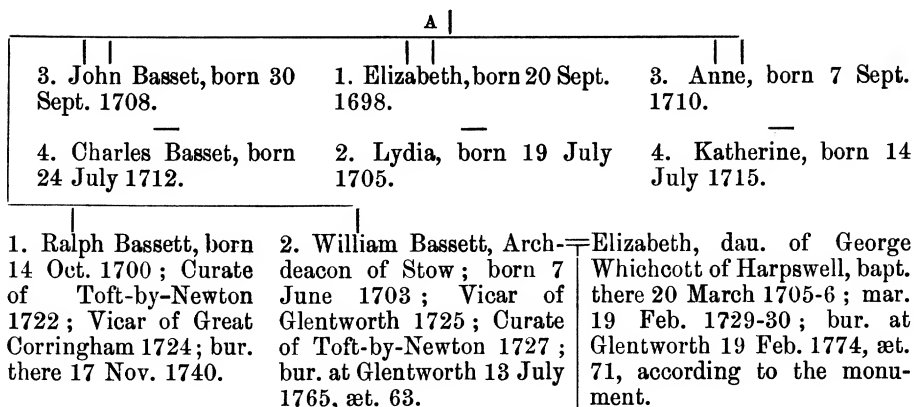 A
3. John Basset, born 30
Sept. 1708.
1. Elizabeth, born 20 Sept.
1698.
3. Anne, born 7 Sept.
1710.
4. Charles Basset, born
24 July 1712.
2. Lydia, born 19 July
1705.
4. Katherine, born 14
July 1715.
1. Ralph Bassett, born
14 Oct. 1700 ; Curate
of Toft-by-Newton
1722 ; Vicar of Great
Corringham 1724 ; bur.
there 17 Nov. 1740.
2. William Bassett, Arch-
deacon of Stow ; born 7
June 1703 ; Vicar of
Glentworth 1725 ; Curate
of Toft-by-Newton 1727 ;
bur. at Glentworth 13 July
1765, æt. 63.
Elizabeth, dau. of George
Whichcott of Harpswell, bapt.
there 20 March 1705-6 ; mar.
19 Feb. 1729-30 ; bur. at
Glentworth 19 Feb. 1774, æt.
71, according to the monu-
ment.